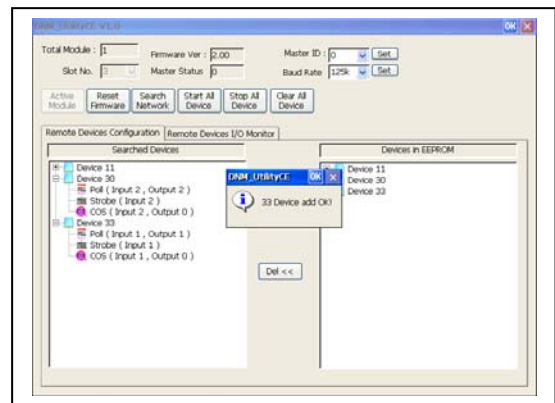 DNM_UtilityCE V1.0 OK
Total Module : 1 Firmware Ver : 2.00 Master ID : 0 Set
Slot No. 3 Master Status 0 Baud Rate 125k Set
Active Module Reset Firmware Search Network Start All Device Stop All Device Clear All Device
Remote Devices Configuration Remote Devices I/O Monitor
Searched Devices Devices in EEPROM
Device 11 DNM_UtilityCE OK Device 11
Device 30 Device 30
Poll ( Input 2 , Output 2 ) 33 Device add OK! Device 33
Strobe ( Input 2 )
COS ( Input 2 , Output 0 )
Device 33
Poll ( Input 1 , Output 1 )
Strobe ( Input 1 )
COS ( Input 1 , Output 0 )
Del <<